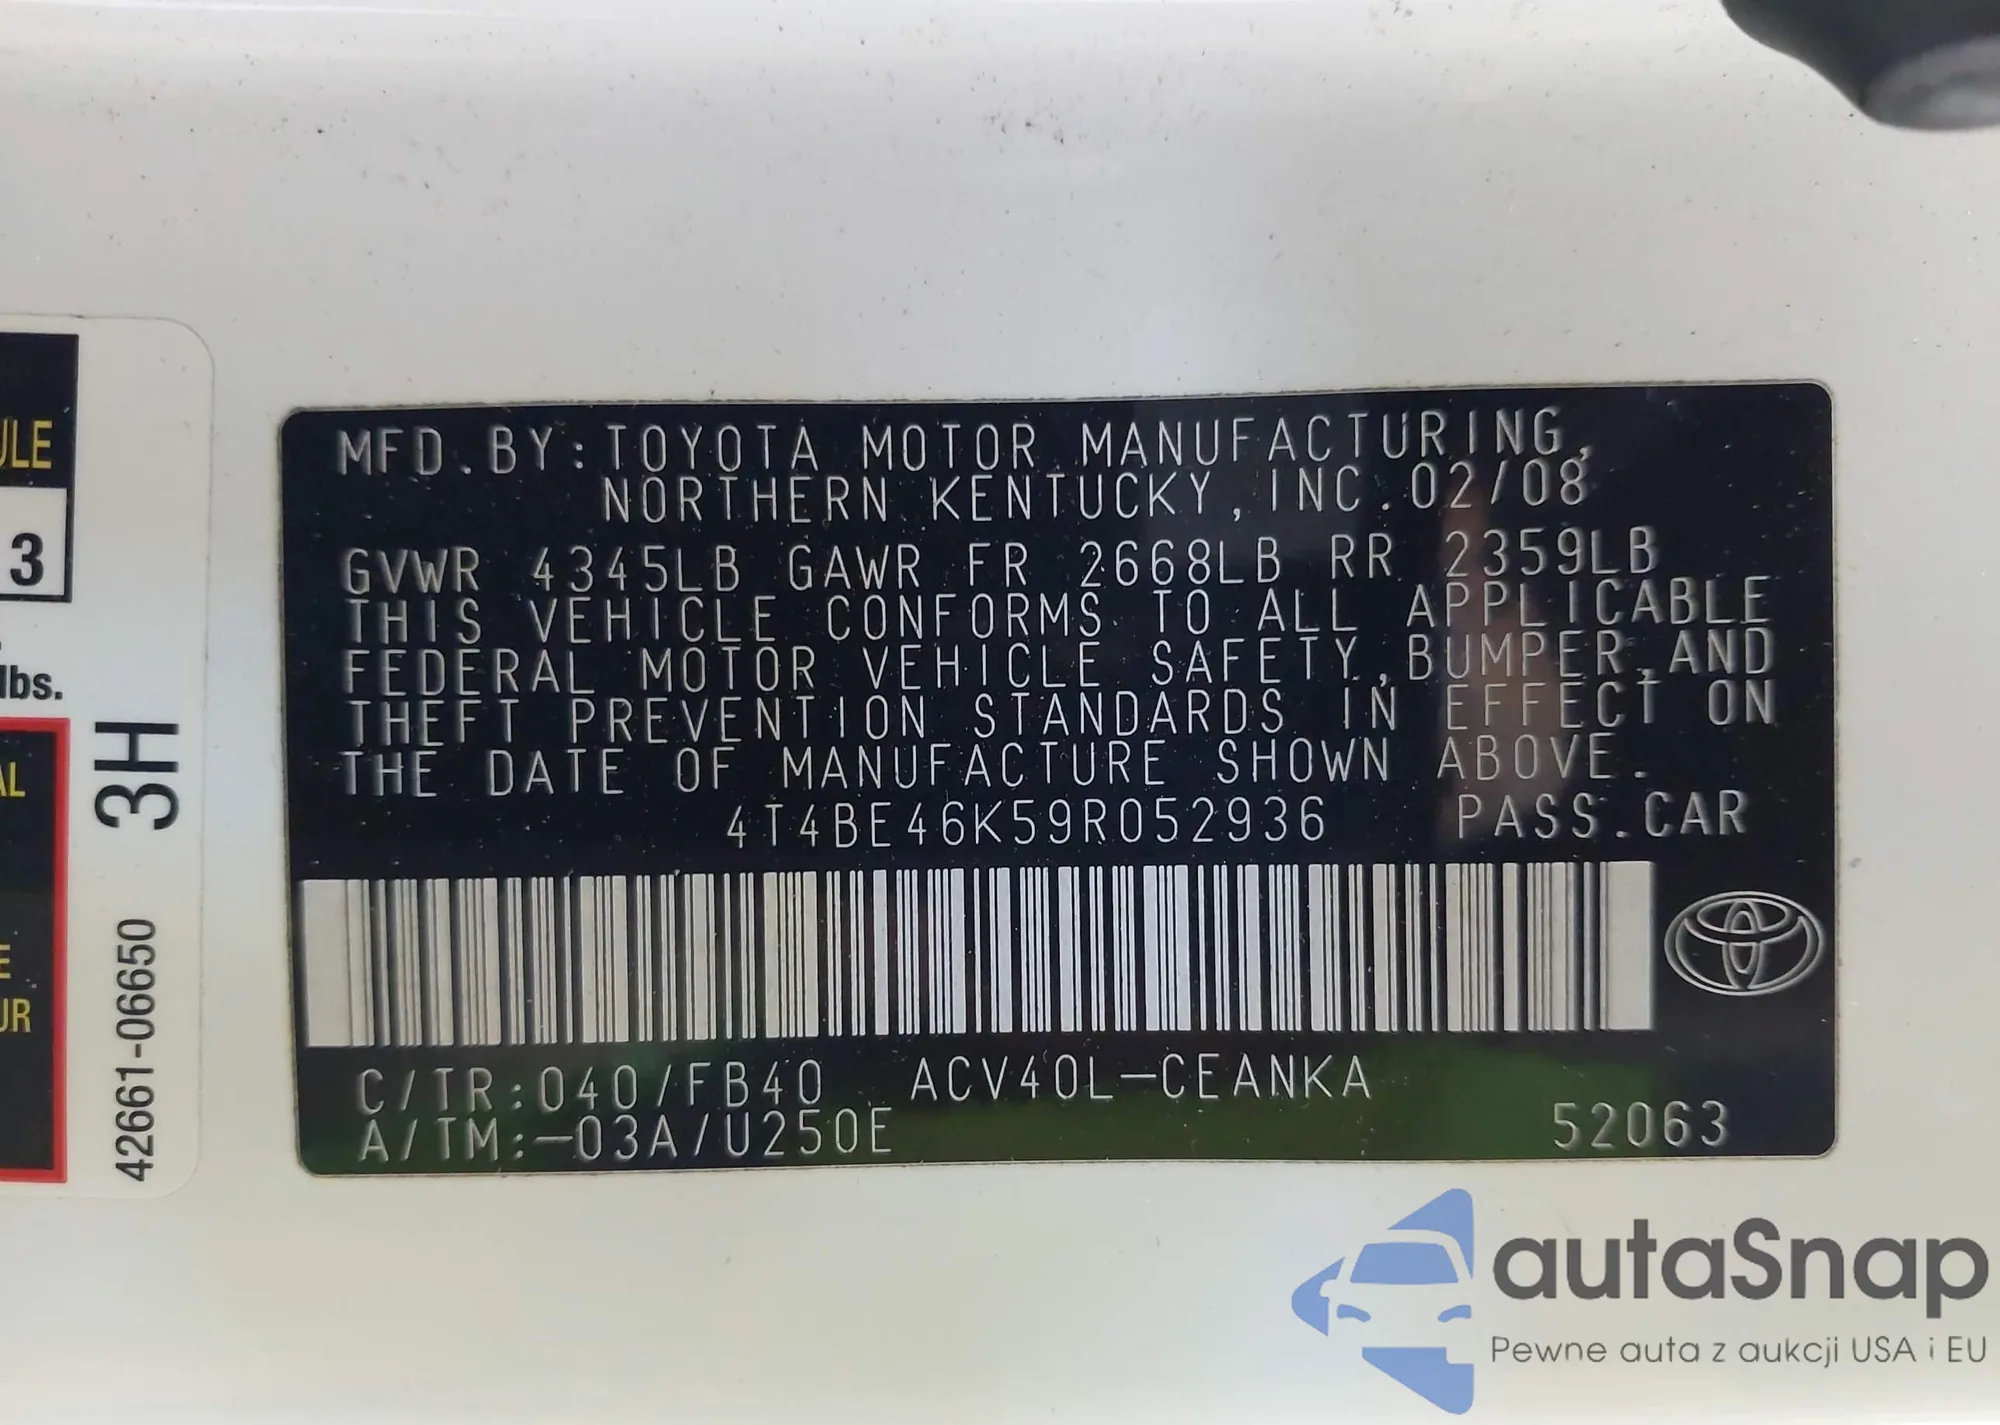 ULE
3
lbs.
AL
E
UR
3H
42661-06650
MFD.BY:TOYOTA MOTOR MANUFACTURING,
NORTHERN KENTUCKY,INC.02/08
GVWR 4345LB GAWR FR 2668LB RR 2359LB
THIS VEHICLE CONFORMS TO ALL APPLICABLE
FEDERAL MOTOR VEHICLE SAFETY,BUMPER,AND
THEFT PREVENTION STANDARDS IN EFFECT ON
THE DATE OF MANUFACTURE SHOWN ABOVE.
4T4BE46K59R052936 PASS.CAR
C/TR:040/FB40 ACV40L-CEANKA
A/TM:-03A/U250E 52063
autaSnap
Pewne auta z aukcji USA i EU